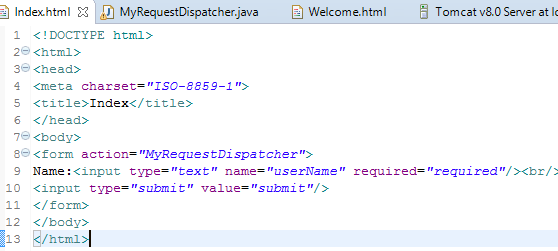 Index.html MyRequestDispatcher.java Welcome.html Tomcat v8.0 Server at lo
1 <!DOCTYPE html>
2 <html>
3 <head>
4 <meta charset="ISO-8859-1">
5 <title>Index</title>
6 </head>
7 <body>
8 <form action="MyRequestDispatcher">
9 Name:<input type="text" name="userName" required="required"/><br/>
10 <input type="submit" value="submit"/>
11 </form>
12 </body>
13 </html>